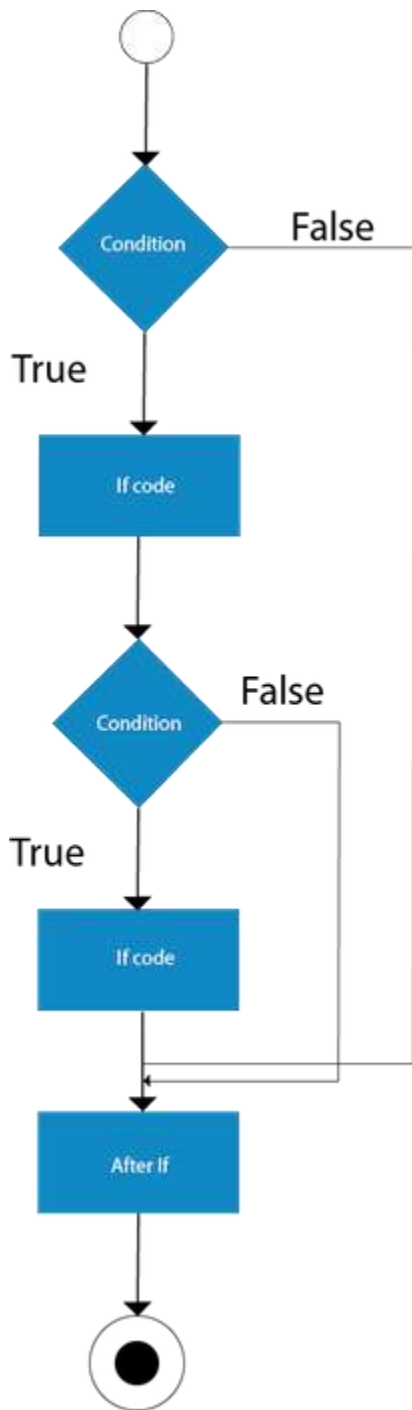 Condition
False
True
If code
Condition
False
True
If code
After If